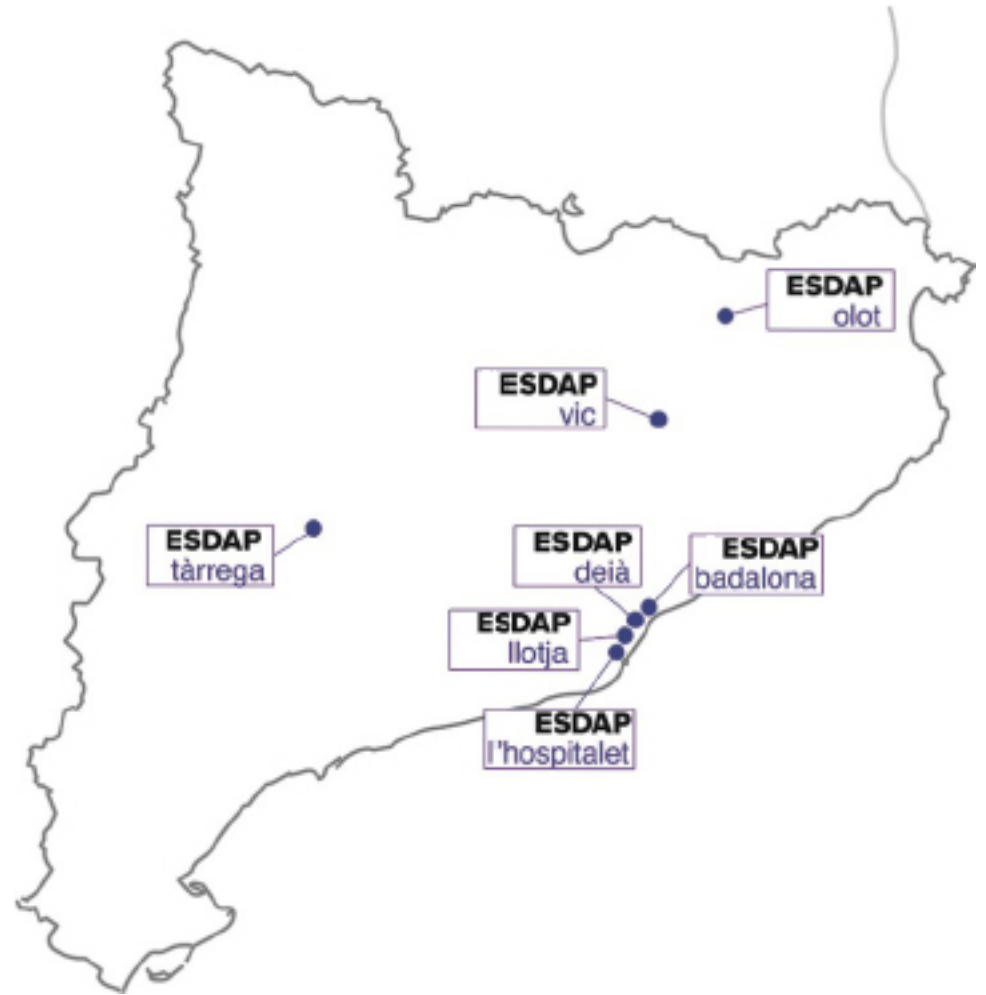 ESDAP
olot
ESDAP
vic
ESDAP
tàrrega
ESDAP
deià
ESDAP
badalona
ESDAP
llotja
ESDAP
l'hospitalet